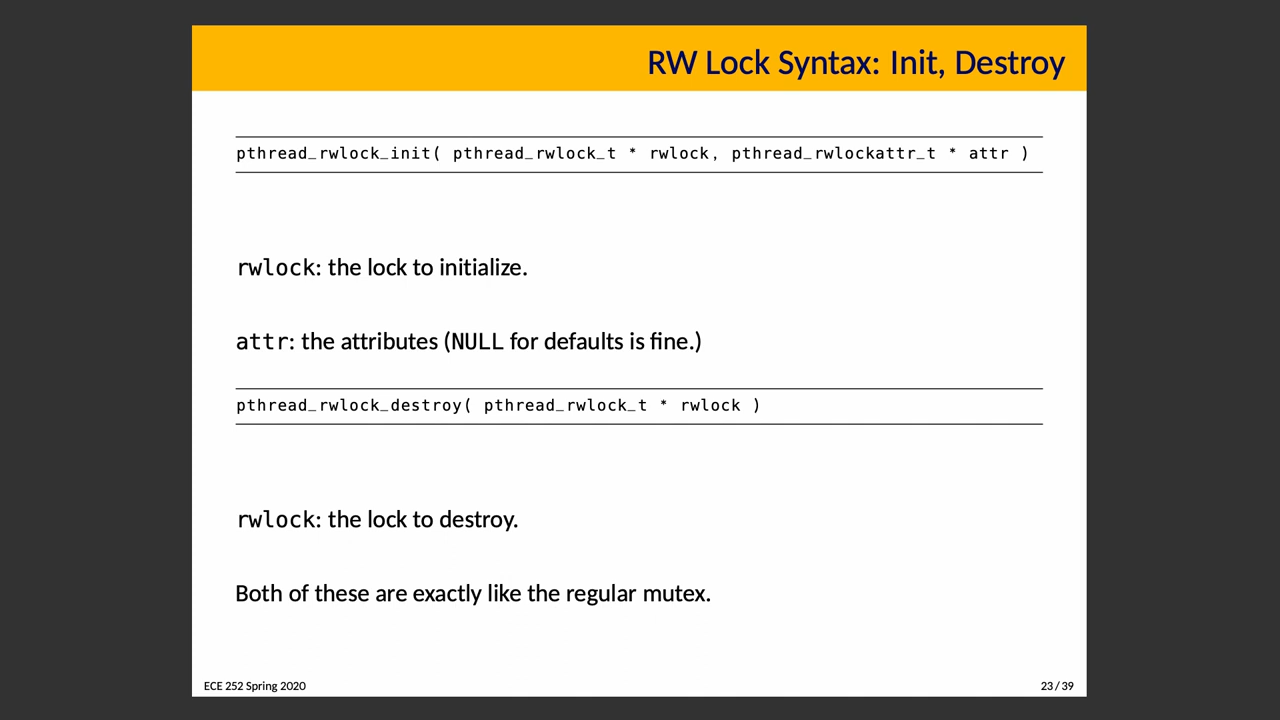 RW Lock Syntax: Init, Destroy
pthread_rwlock_init( pthread_rwlock_t * rwlock, pthread_rwlockattr_t * attr )
rwlock: the lock to initialize.
attr: the attributes (NULL for defaults is fine.)
pthread_rwlock_destroy( pthread_rwlock_t * rwlock )
rwlock: the lock to destroy.
Both of these are exactly like the regular mutex.
ECE 252 Spring 2020
23 / 39